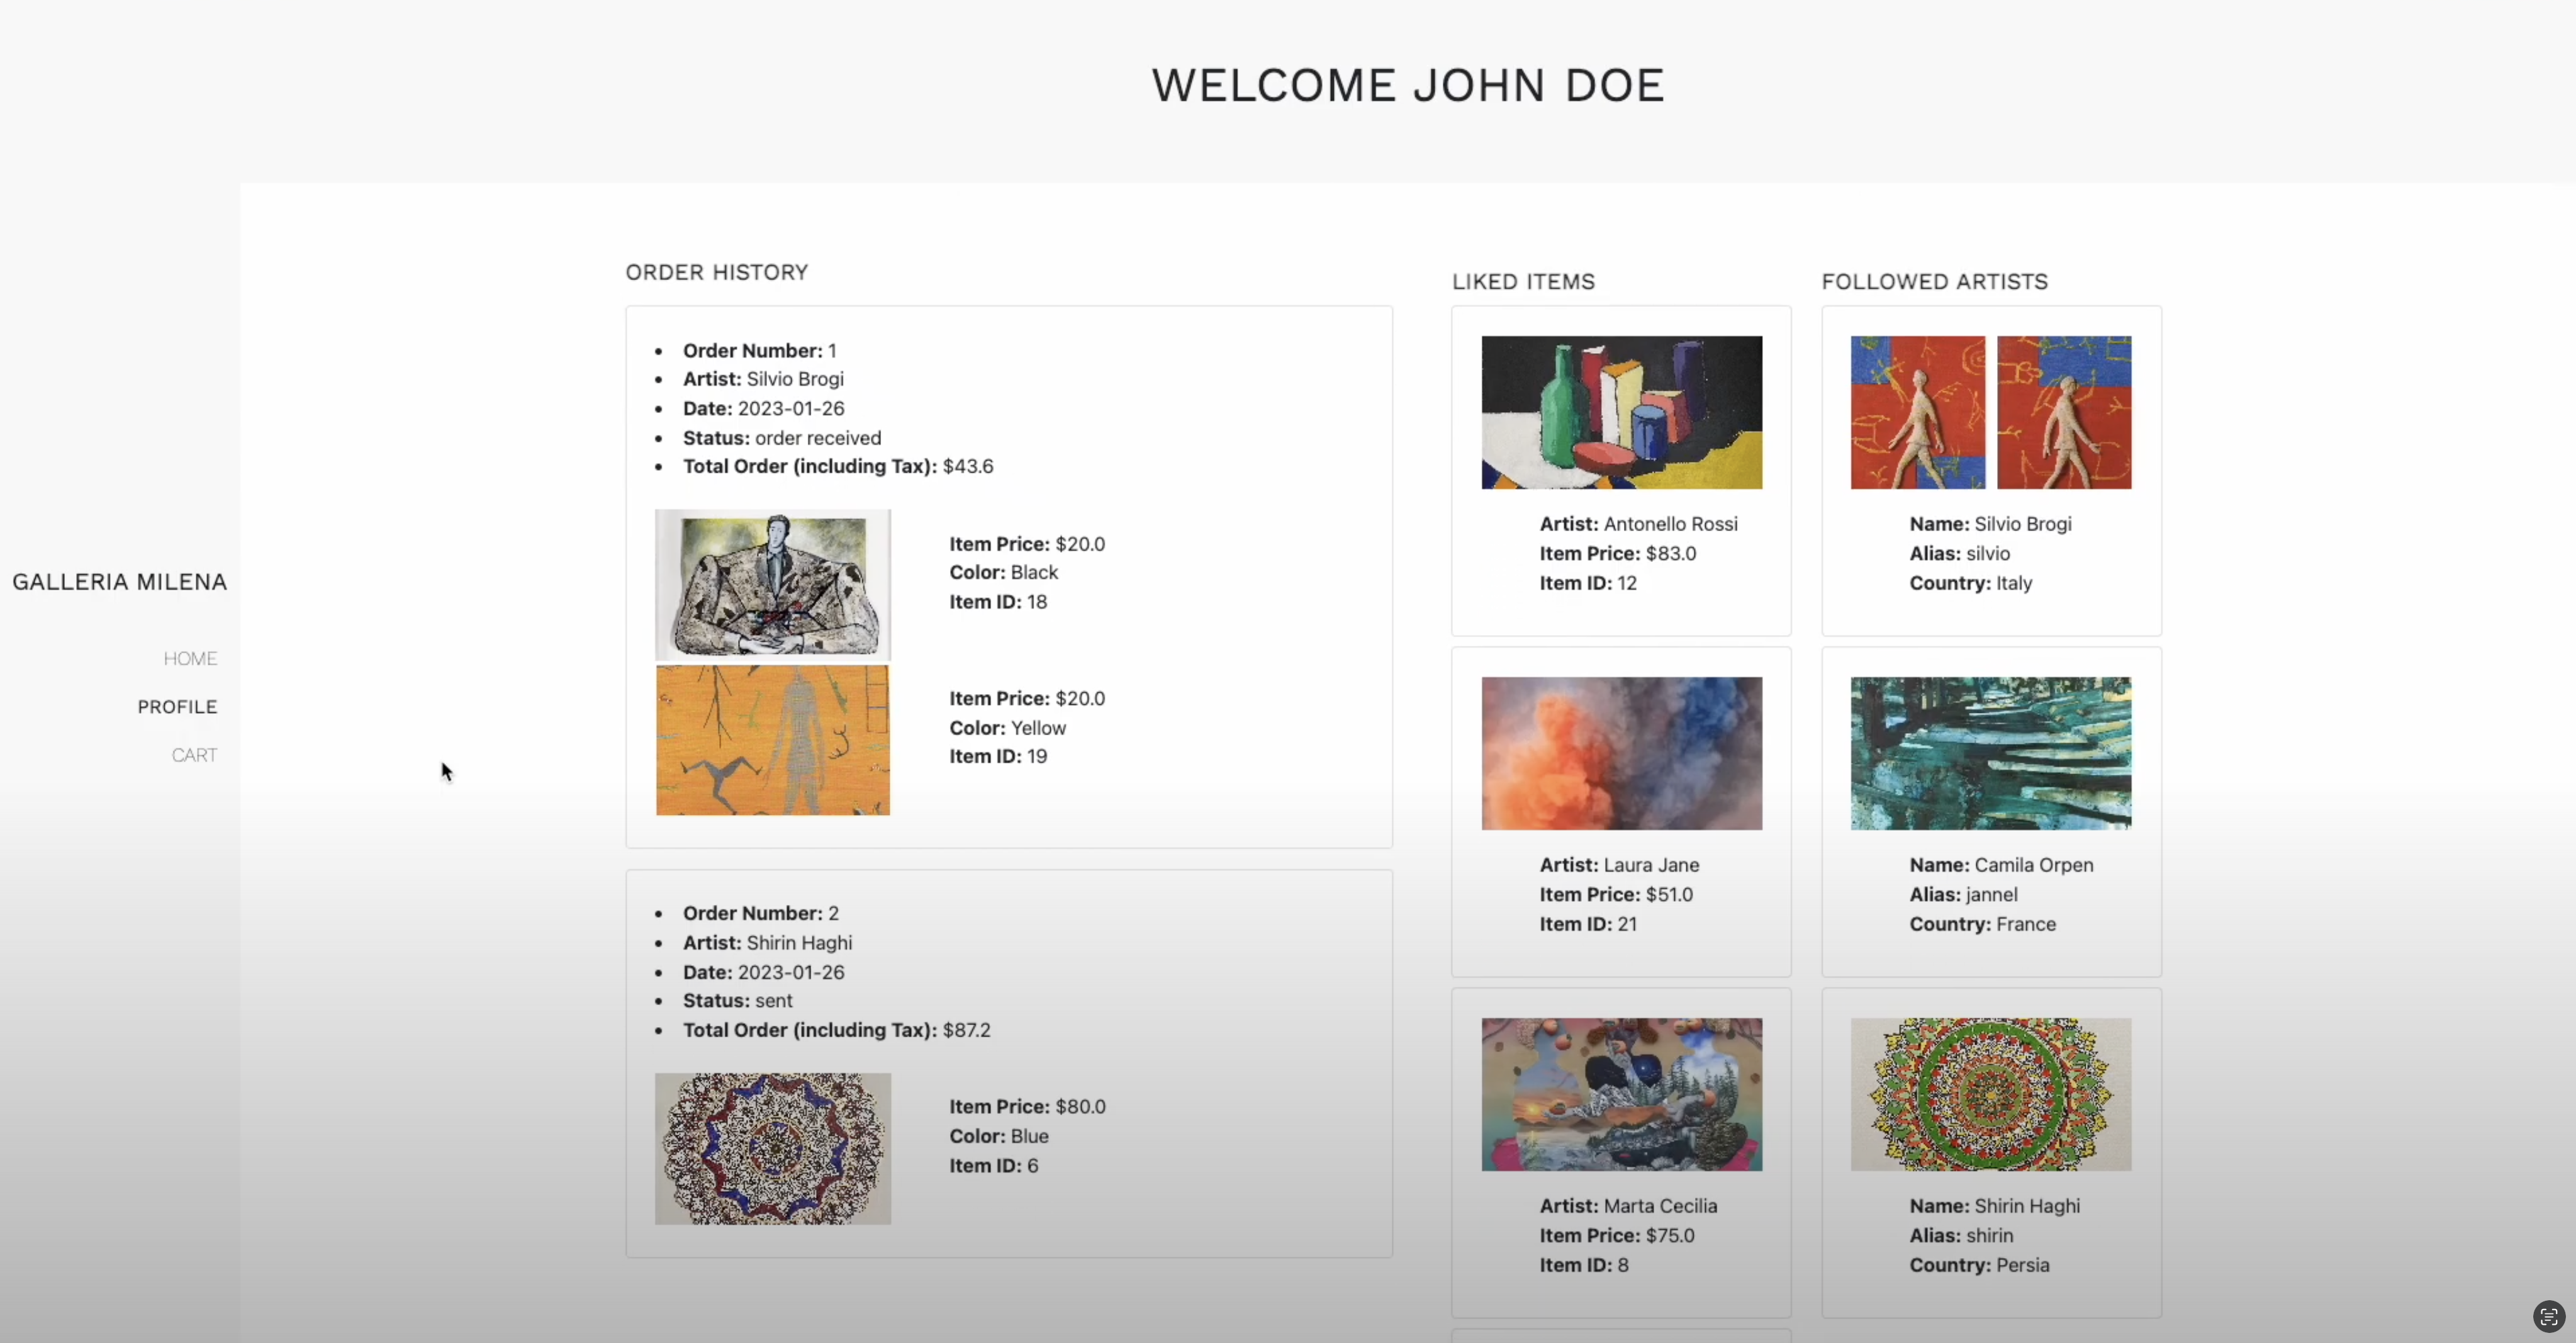 WELCOME JOHN DOE
GALLERIA MILENA
HOME
PROFILE
CART
ORDER HISTORY
Order Number: 1
Artist: Silvio Brogi
Date: 2023-01-26
Status: order received
Total Order (including Tax): $43.6
Item Price: $20.0
Color: Black
Item ID: 18
Item Price: $20.0
Color: Yellow
Item ID: 19
Order Number: 2
Artist: Shirin Haghi
Date: 2023-01-26
Status: sent
Total Order (including Tax): $87.2
Item Price: $80.0
Color: Blue
Item ID: 6
LIKED ITEMS
Artist: Antonello Rossi
Item Price: $83.0
Item ID: 12
Artist: Laura Jane
Item Price: $51.0
Item ID: 21
Artist: Marta Cecilia
Item Price: $75.0
Item ID: 8
FOLLOWED ARTISTS
Name: Silvio Brogi
Alias: silvio
Country: Italy
Name: Camila Orpen
Alias: jannel
Country: France
Name: Shirin Haghi
Alias: shirin
Country: Persia